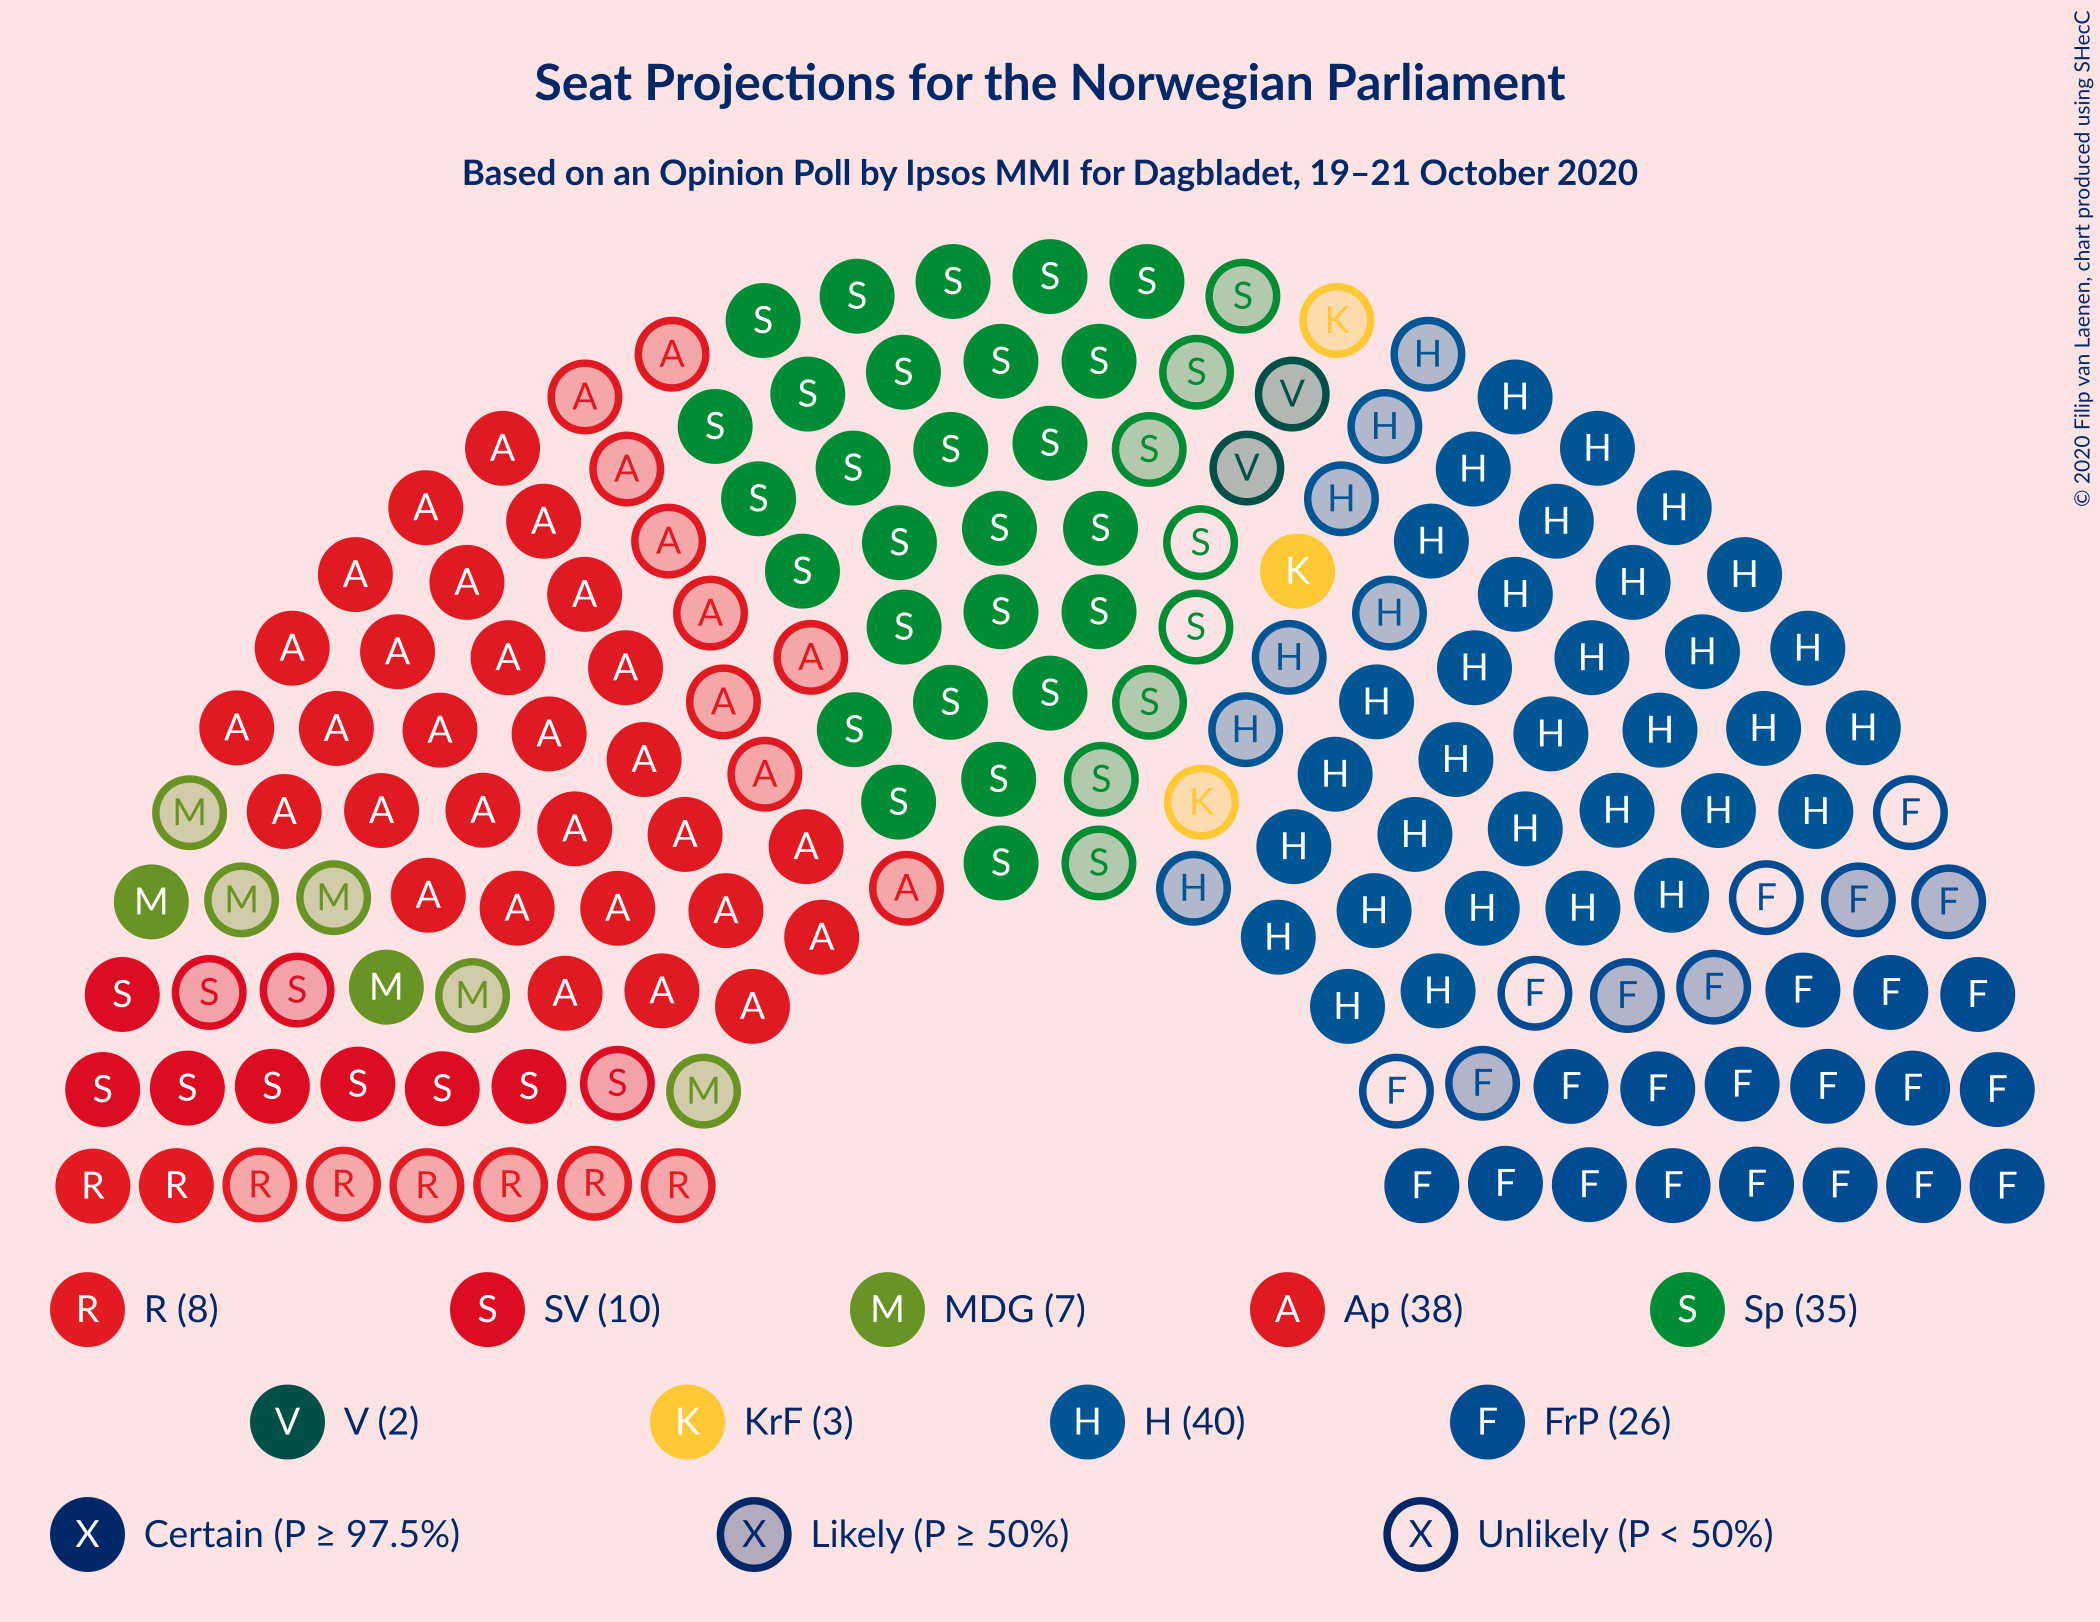 Seat Projections for the Norwegian Parliament
Based on an Opinion Poll by Ipsos MMI for Dagbladet, 19–21 October 2020
© 2020 Filip van Laenen, chart produced using SHecC
S S S S S S K H
A A S S S S S S V H H H
A A S S S S S S V H H H
A A A S S S S S S K H H H
A A A A S S S S S H H H H
A A A A A A S S S S H H H H H H
A A A A A A A S S S K H H H H H H H
M A A A A A A A S S H H H H H H H F
M M M A A A A A A H H H H H H F F F
S S S M M A A A H H F F F F F F
S S S S S S S M F F F F F F F F
R R R R R R R R F F F F F F F F
R R (8) S SV (10) M MDG (7) A Ap (38) S Sp (35)
V V (2) K KrF (3) H H (40) F FrP (26)
X Certain (P ≥ 97.5%) X Likely (P ≥ 50%) X Unlikely (P < 50%)